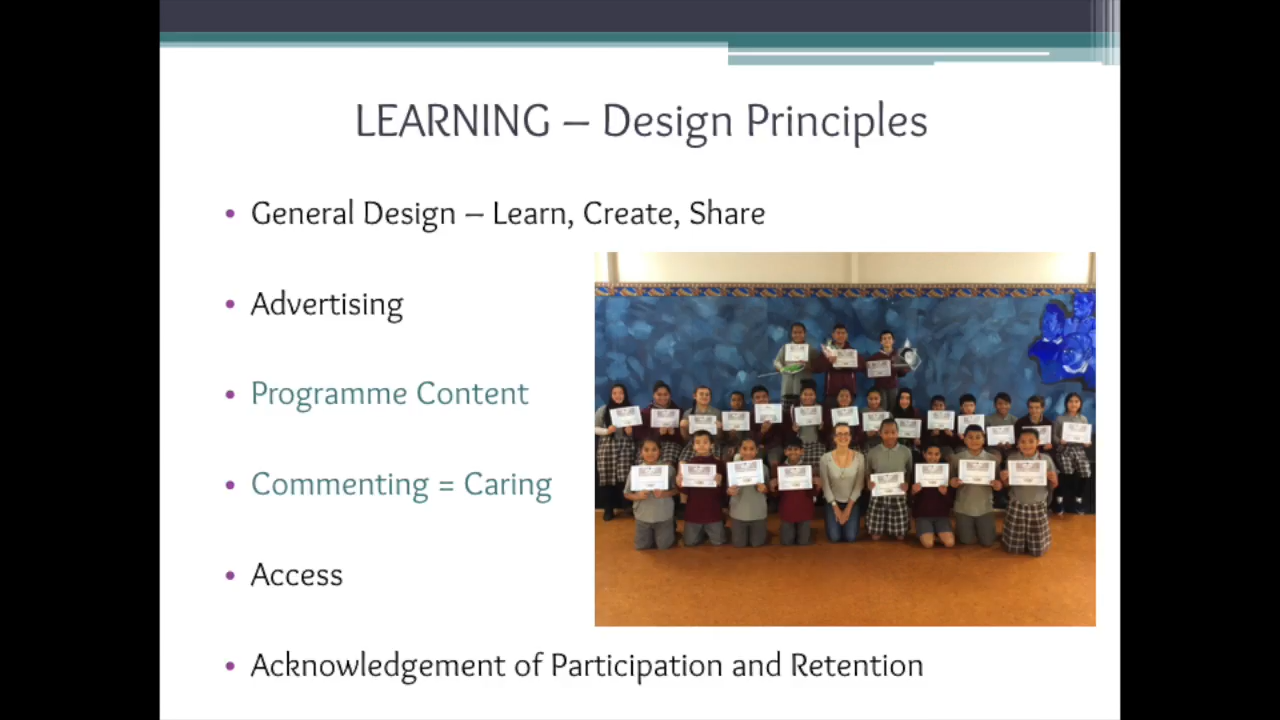 LEARNING – Design Principles
• General Design – Learn, Create, Share
• Advertising
• Programme Content
• Commenting = Caring
• Access
• Acknowledgement of Participation and Retention